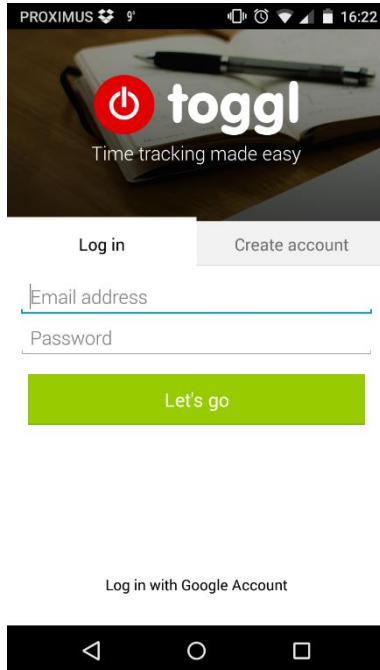 PROXIMUS 9° 16:22
toggl
Time tracking made easy
Log in Create account
Email address
Password
Let's go
Log in with Google Account